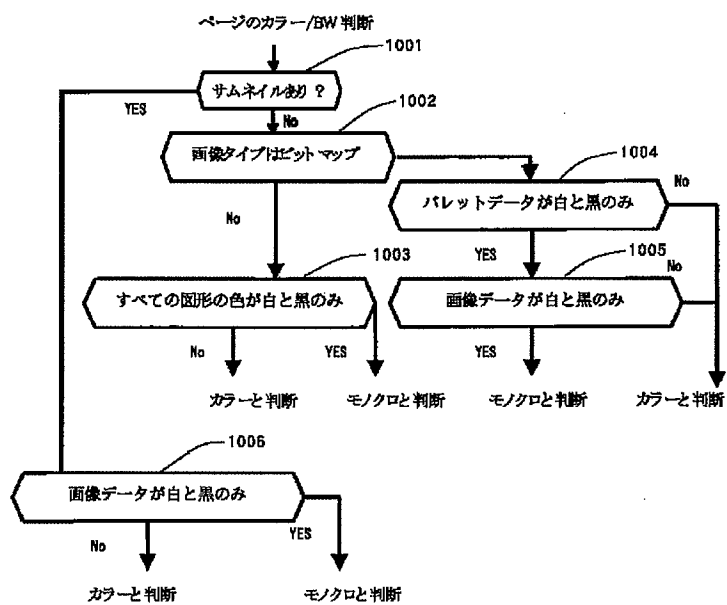 ページのカラー/BW 判断
1001
サムネイルあり ?
YES
No
1002
画像タイプはビットマップ
1004
No
パレットデータが白と黒のみ
No
1003
YES
1005
No
すべての図形の色が白と黒のみ
画像データが白と黒のみ
No
YES
YES
カラーと判断
モノクロと判断
モノクロと判断
カラーと判断
1006
画像データが白と黒のみ
No
YES
カラーと判断
モノクロと判断